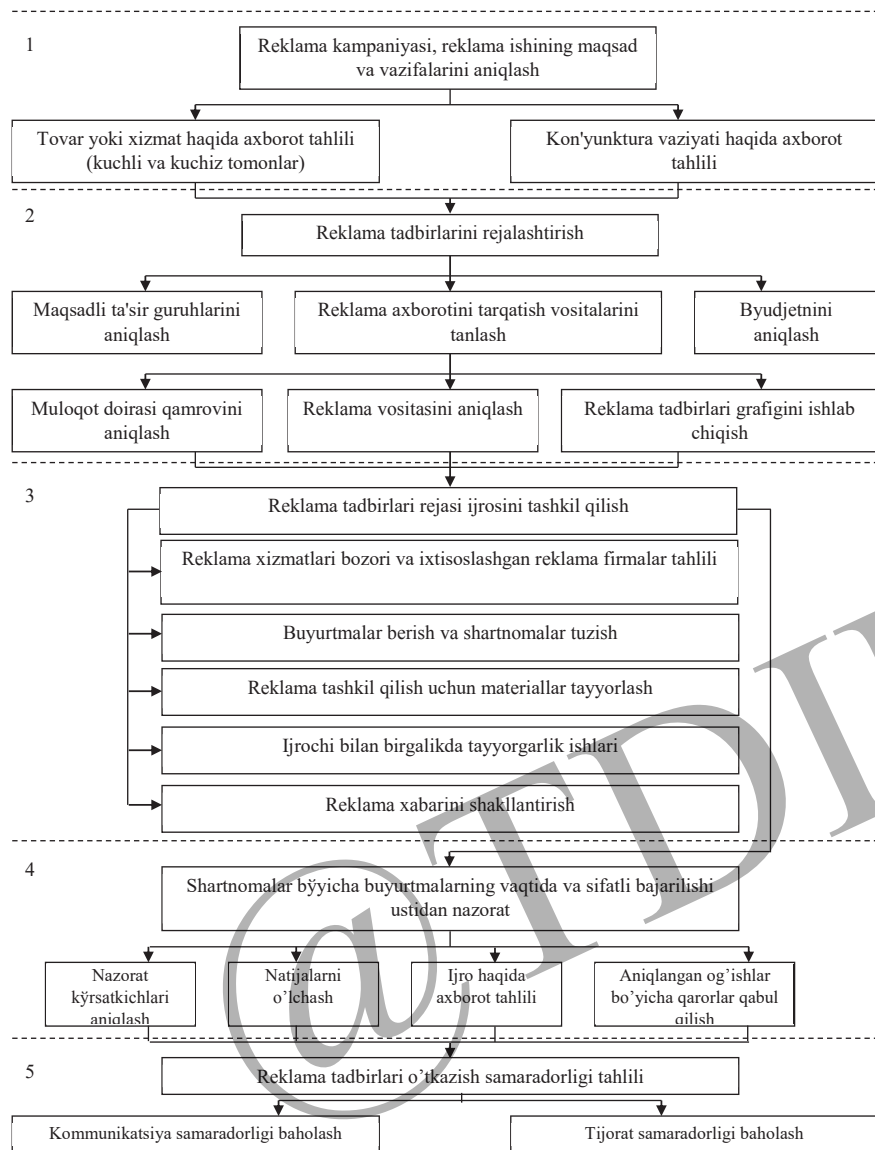 1
Reklama kampaniyasi, reklama ishining maqsad
va vazifalarini aniqlash
Tovar yoki xizmat haqida axborot tahlili
(kuchli va kuchiz tomonlar)
Kon'yunktura vaziyati haqida axborot
tahlili
2
Reklama tadbirlarini rejalashtirish
Maqsadli ta'sir guruhlarini
aniqlash
Reklama axborotini tarqatish vositalarini
tanlash
Byudjetnini
aniqlash
Muloqot doirasi qamrovini
aniqlash
Reklama vositasini aniqlash
Reklama tadbirlari grafigini ishlab
chiqish
3
Reklama tadbirlari rejasi ijrosini tashkil qilish
Reklama xizmatlari bozori va ixtisoslashgan reklama firmalar tahlili
Buyurtmalar berish va shartnomalar tuzish
Reklama tashkil qilish uchun materiallar tayyorlash
Ijrochi bilan birgalikda tayyorgarlik ishlari
Reklama xabarini shakllantirish
4
Shartnomalar bўyicha buyurtmalarning vaqtida va sifatli bajarilishi
ustidan nazorat
Nazorat
kўrsatkichlari
aniqlash
Natijalarni
o’lchash
Ijro haqida
axborot tahlili
Aniqlangan og’ishlar
bo’yicha qarorlar qabul
qilish
5
Reklama tadbirlari o’tkazish samaradorligi tahlili
Kommunikatsiya samaradorligi baholash
Tijorat samaradorligi baholash